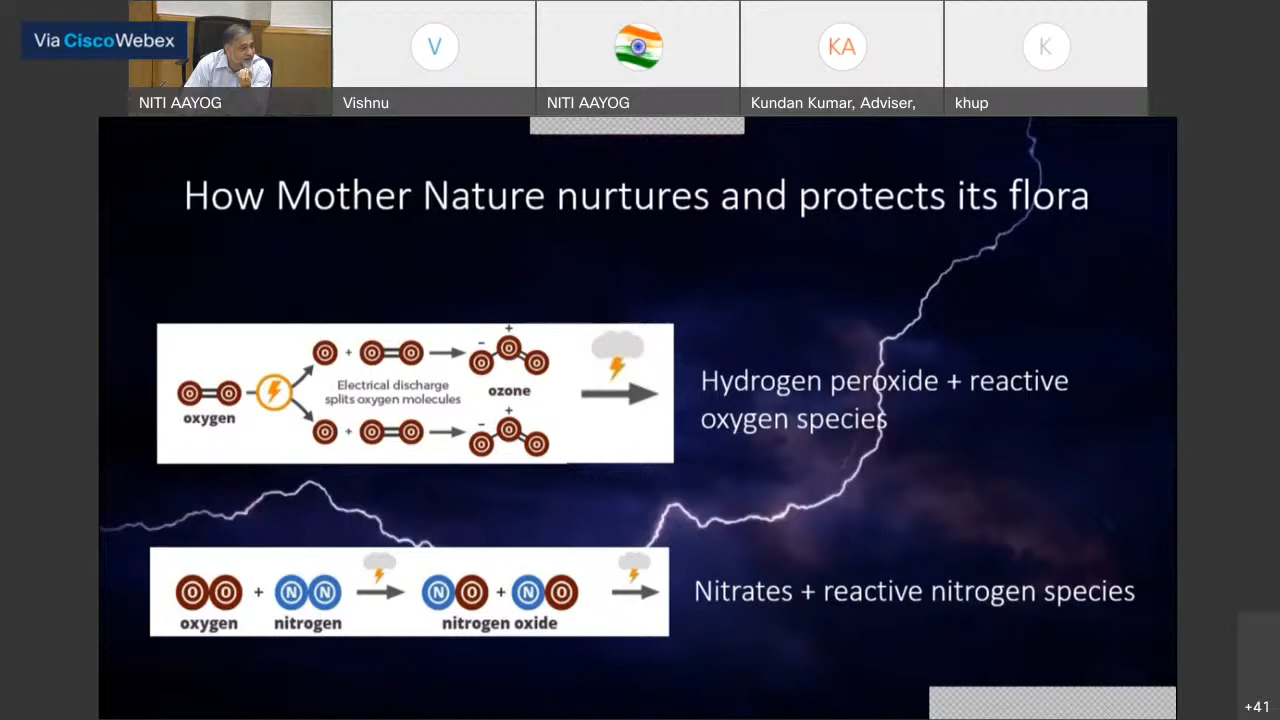 Via Cisco Webex
NITI AAYOG
V
Vishnu
NITI AAYOG
KA
Kundan Kumar, Adviser,
K
khup
How Mother Nature nurtures and protects its flora
O O
oxygen
O + O O
Electrical discharge
splits oxygen molecules
O + O O
- +
O O O
ozone
- +
O O O
Hydrogen peroxide + reactive
oxygen species
O O + N N
oxygen nitrogen
N O + N O
nitrogen oxide
Nitrates + reactive nitrogen species
+41